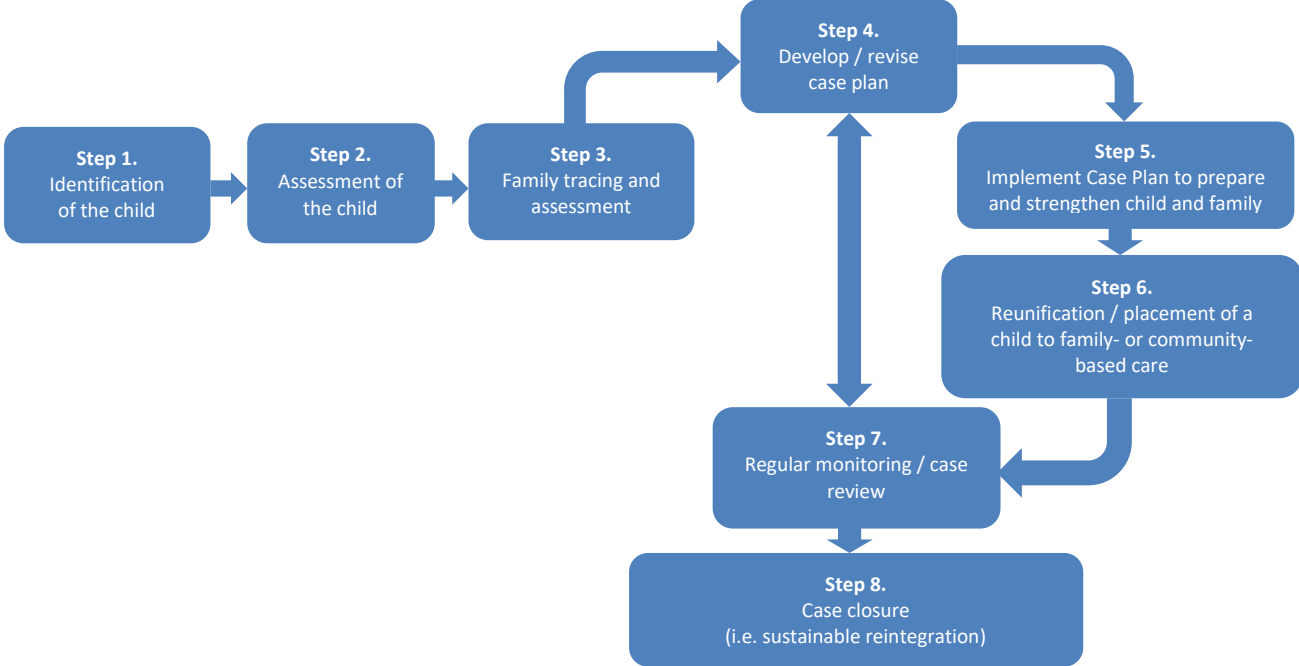 Step 1.
Identification
of the child
Step 2.
Assessment of
the child
Step 3.
Family tracing and
assessment
Step 4.
Develop / revise
case plan
Step 5.
Implement Case Plan to prepare
and strengthen child and family
Step 6.
Reunification / placement of a
child to family- or community-
based care
Step 7.
Regular monitoring / case
review
Step 8.
Case closure
(i.e. sustainable reintegration)